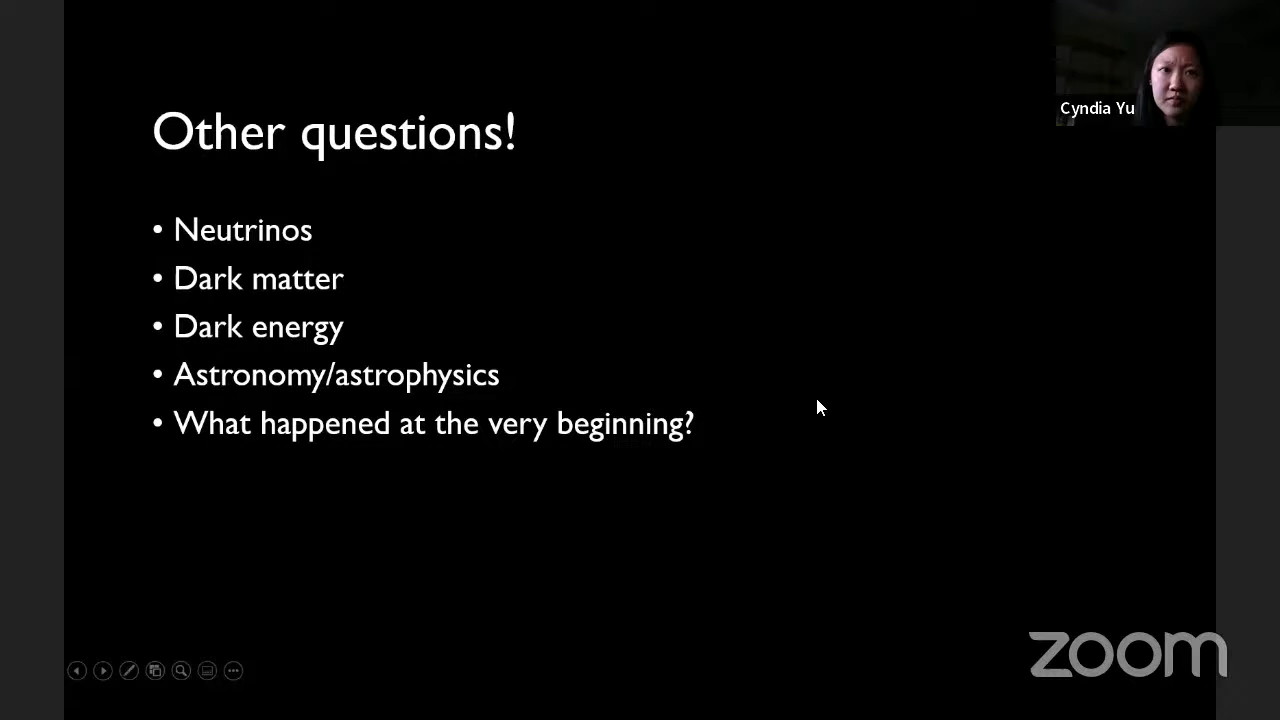 Cyndia Yu
Other questions!
• Neutrinos
• Dark matter
• Dark energy
• Astronomy/astrophysics
• What happened at the very beginning?
zoom